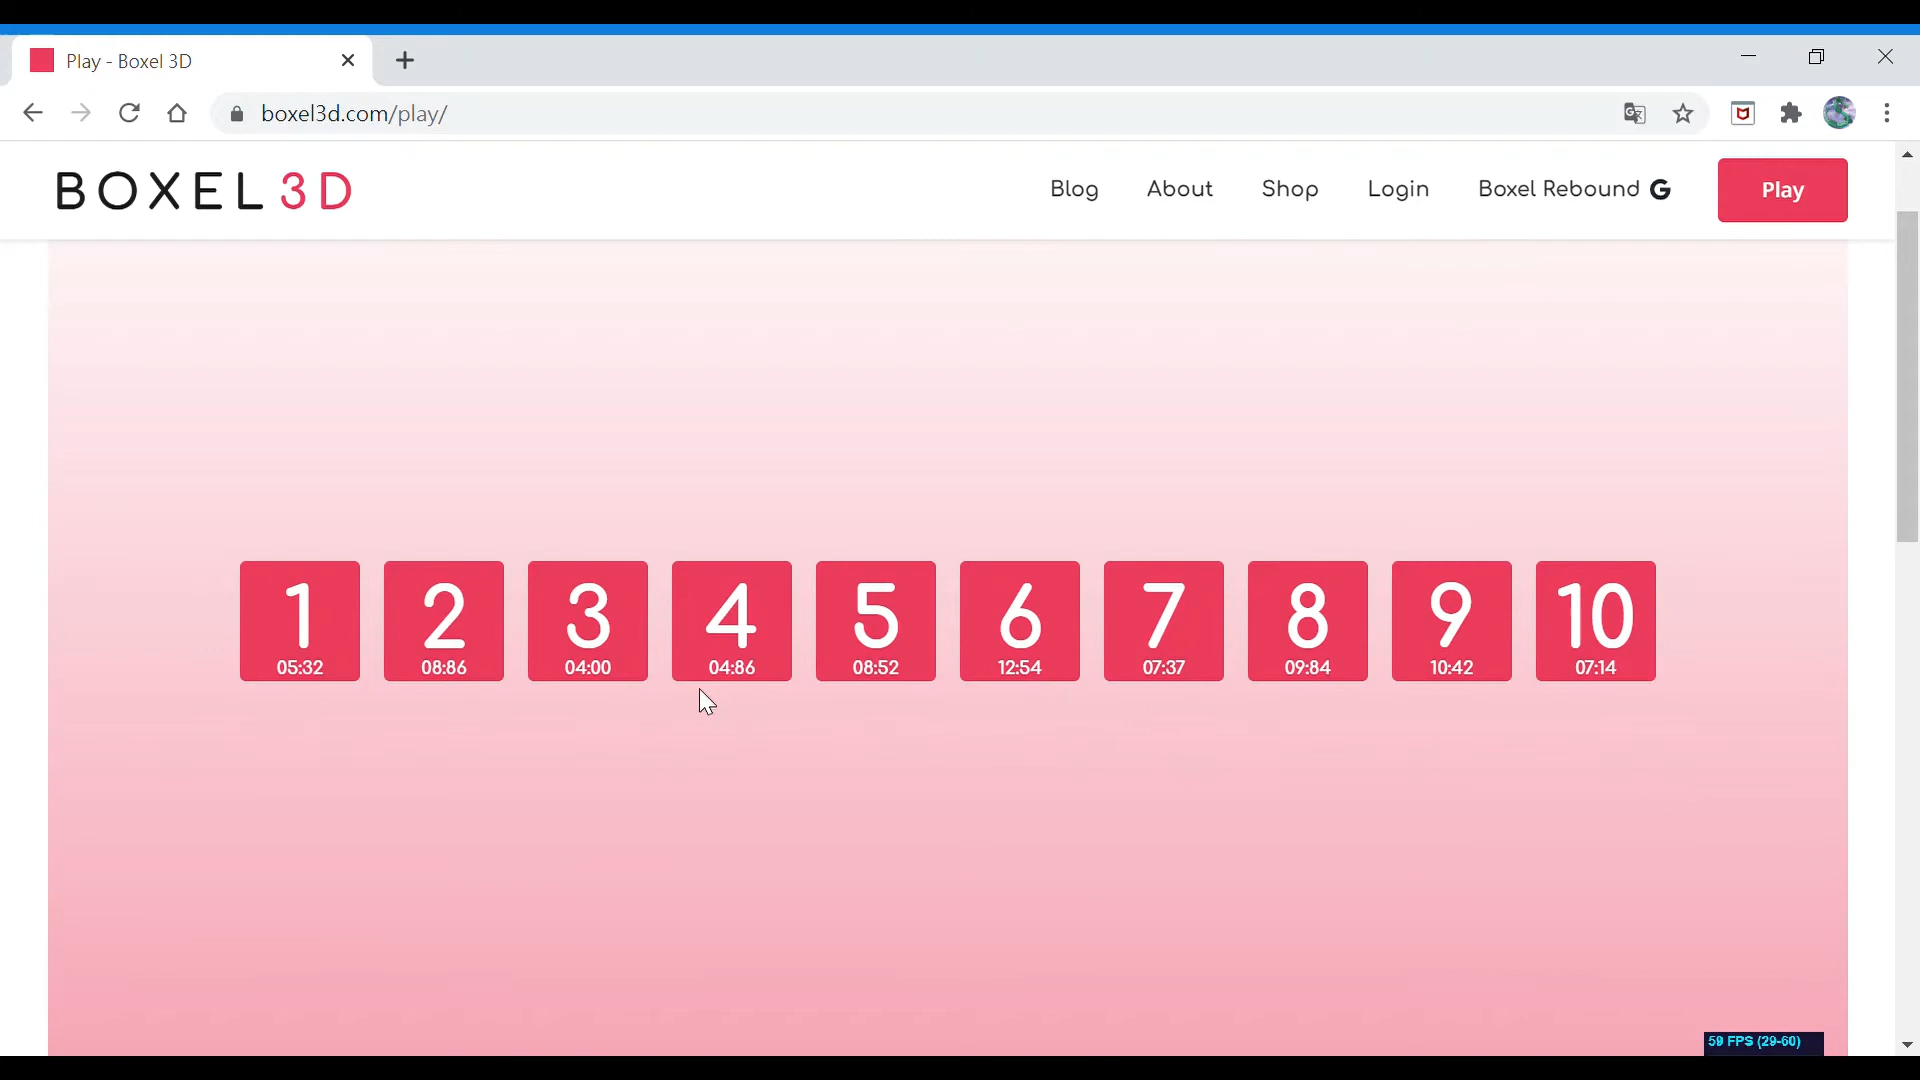 Play - Boxel 3D
boxel3d.com/play/
BOXEL 3D
Blog About Shop Login Boxel Rebound G Play
1 2 3 4 5 6 7 8 9 10
05:32 08:86 04:00 04:86 08:52 12:54 07:37 09:84 10:42 07:14
59 FPS (29-60)